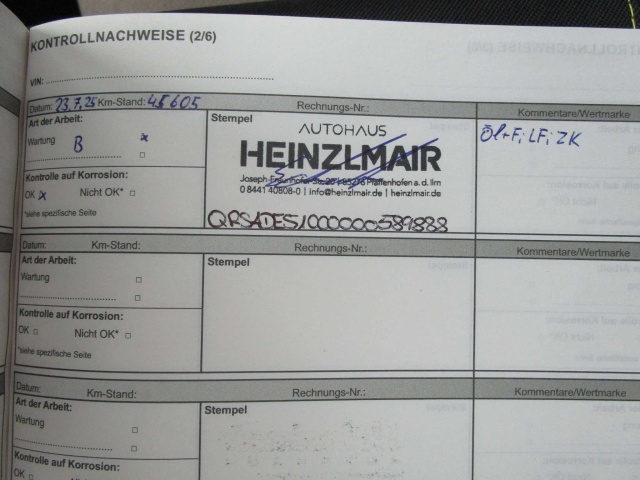 KONTROLLNACHWEISE (2/6)
VIN:
Datum: 23.7.25 Km-Stand: 45605 Rechnungs-Nr.: Kommentare/Wertmarke
Art der Arbeit: Stempel Öl+F; LF; ZK
Wartung B x
AUTOHAUS
HEINZLMAIR
Pfaffenhofen a. d. Ilm
0 8441 40808-0 | info@heinzlmair.de | heinzlmair.de
Kontrolle auf Korrosion:
OK x Nicht OK*
*siehe spezifische Seite
Datum: Km-Stand: Rechnungs-Nr.: Kommentare/Wertmarke
Art der Arbeit: Stempel
Wartung
Kontrolle auf Korrosion:
OK Nicht OK*
*siehe spezifische Seite
Datum: Km-Stand: Rechnungs-Nr.: Kommentare/Wertmarke
Art der Arbeit: Stempel
Wartung
Kontrolle auf Korrosion:
OK Nicht OK*